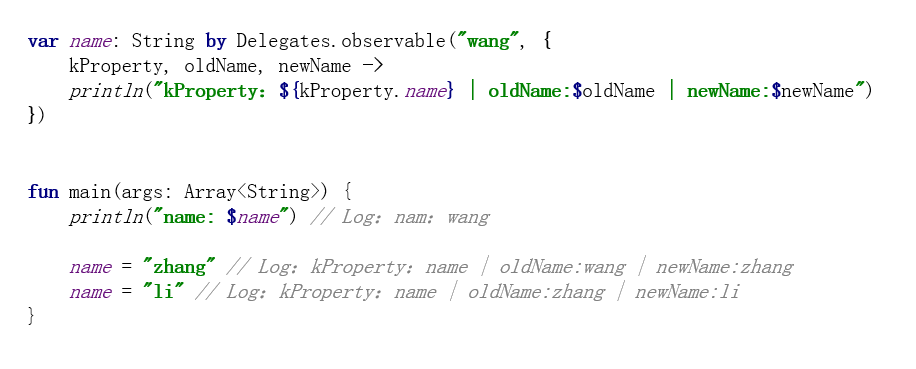 var name: String by Delegates.observable("wang", {
    kProperty, oldName, newName ->
    println("kProperty：${kProperty.name} | oldName:$oldName | newName:$newName")
})
fun main(args: Array<String>) {
    println("name: $name") // Log：nam：wang
    name = "zhang" // Log：kProperty：name | oldName:wang | newName:zhang
    name = "li" // Log：kProperty：name | oldName:zhang | newName:li
}